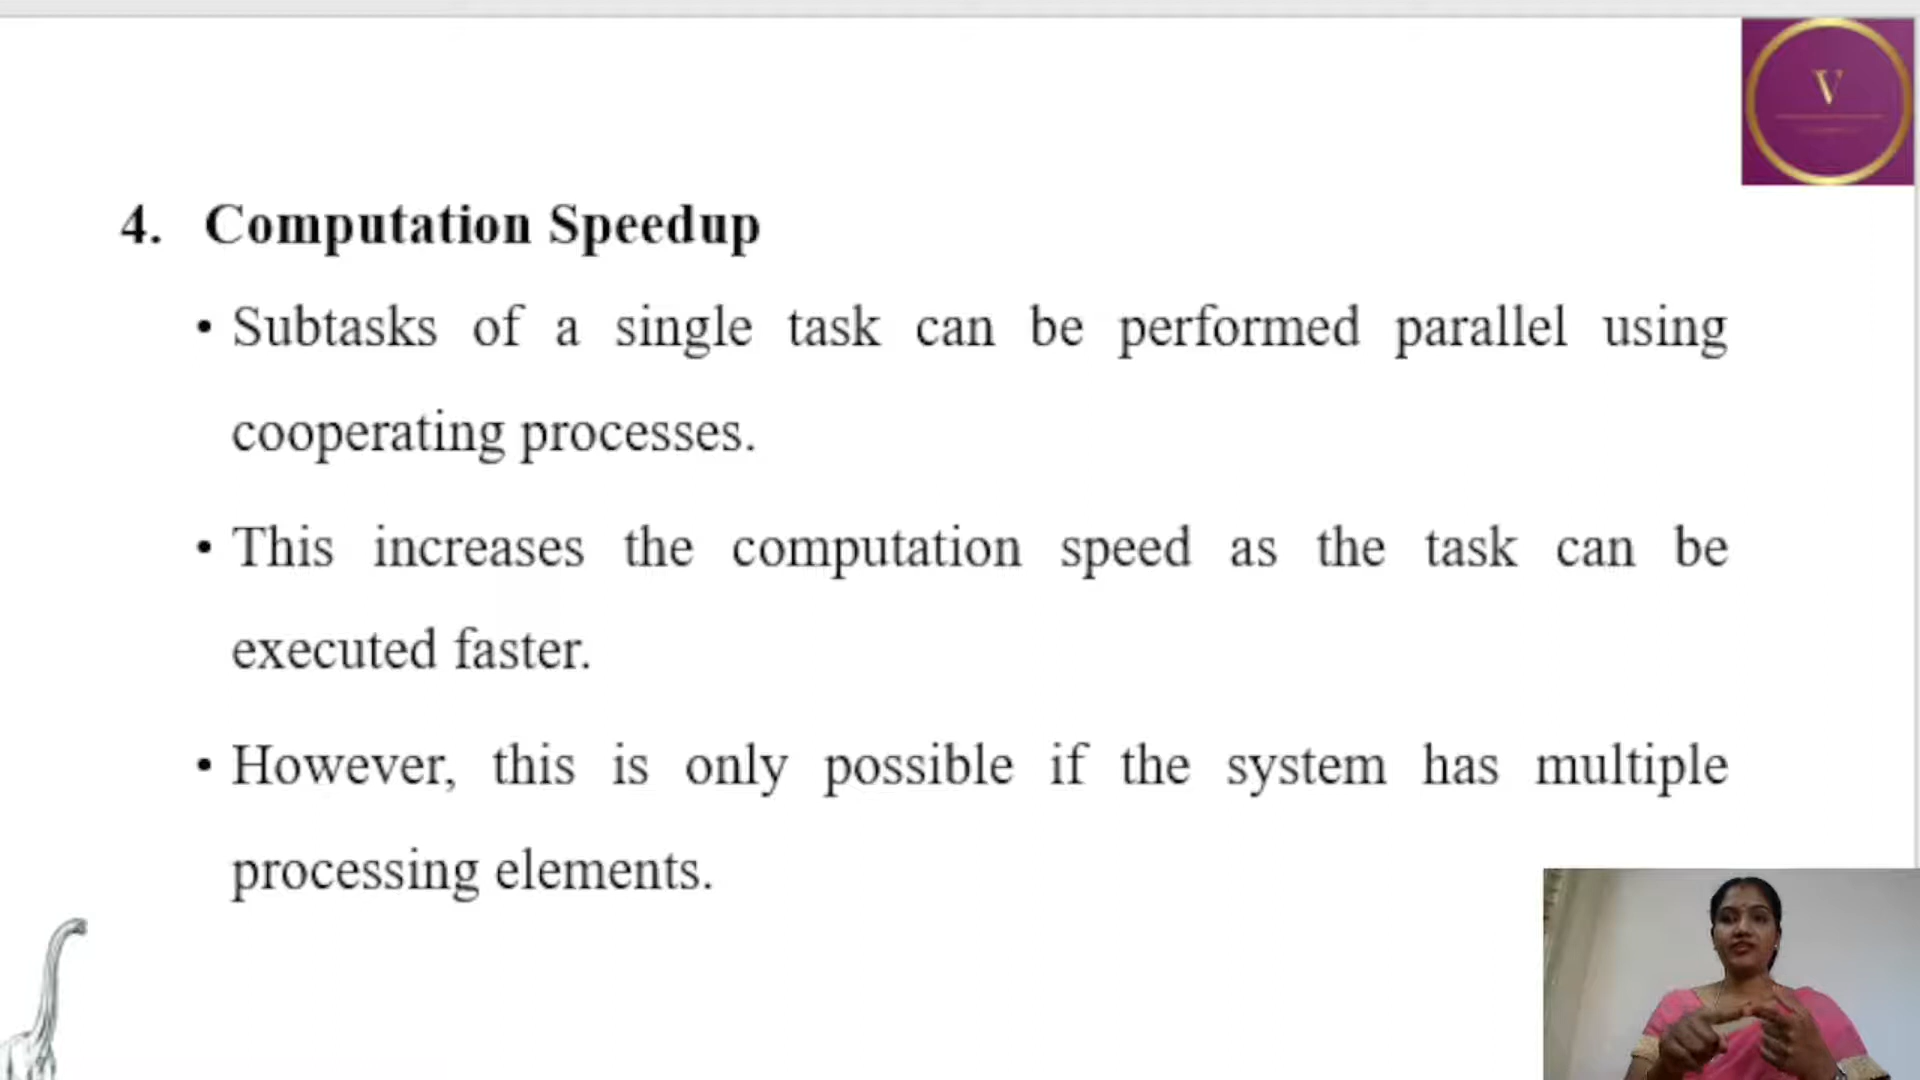 V
4. Computation Speedup
• Subtasks of a single task can be performed parallel using
cooperating processes.
• This increases the computation speed as the task can be
executed faster.
• However, this is only possible if the system has multiple
processing elements.